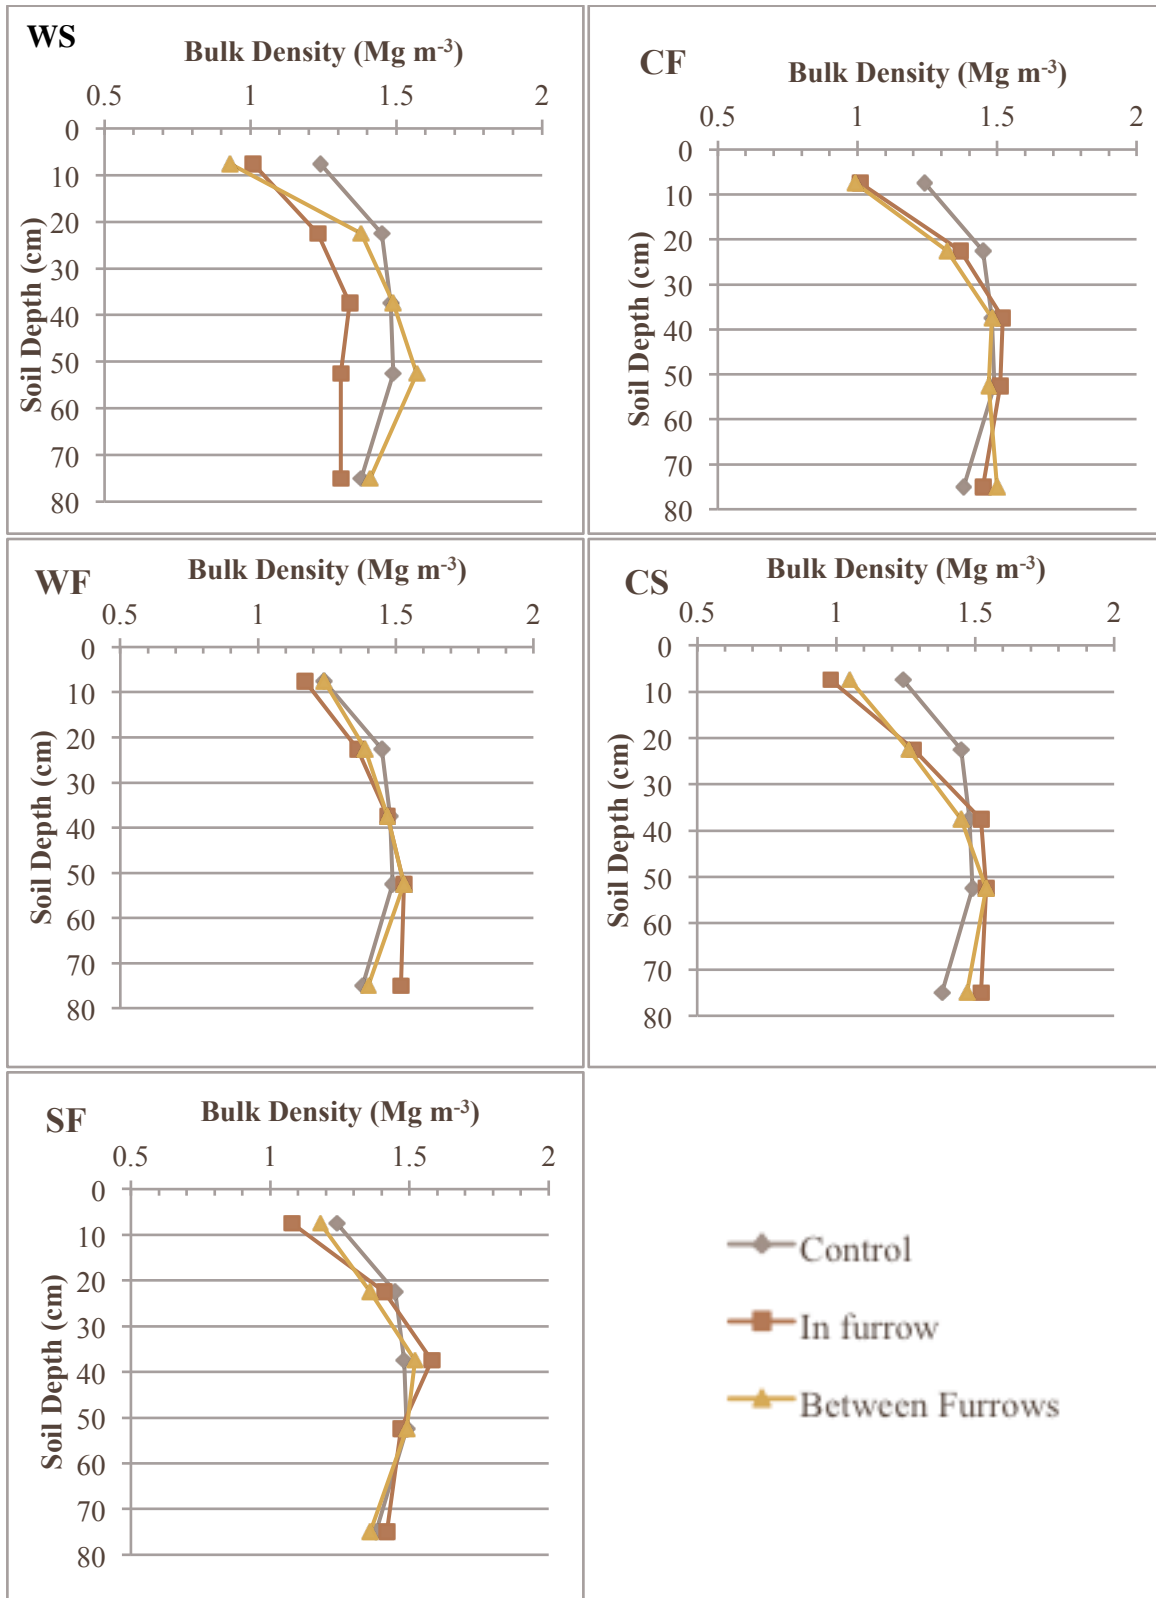 WS
Bulk Density (Mg m-3)
0.5 1 1.5 2
0
10
20
30
40
50
60
70
80
Soil Depth (cm)
CF
Bulk Density (Mg m-3)
0.5 1 1.5 2
0
10
20
30
40
50
60
70
80
Soil Depth (cm)
WF
Bulk Density (Mg m-3)
0.5 1 1.5 2
0
10
20
30
40
50
60
70
80
Soil Depth (cm)
CS
Bulk Density (Mg m-3)
0.5 1 1.5 2
0
10
20
30
40
50
60
70
80
Soil Depth (cm)
SF
Bulk Density (Mg m-3)
0.5 1 1.5 2
0
10
20
30
40
50
60
70
80
Soil Depth (cm)
Control
In furrow
Between Furrows